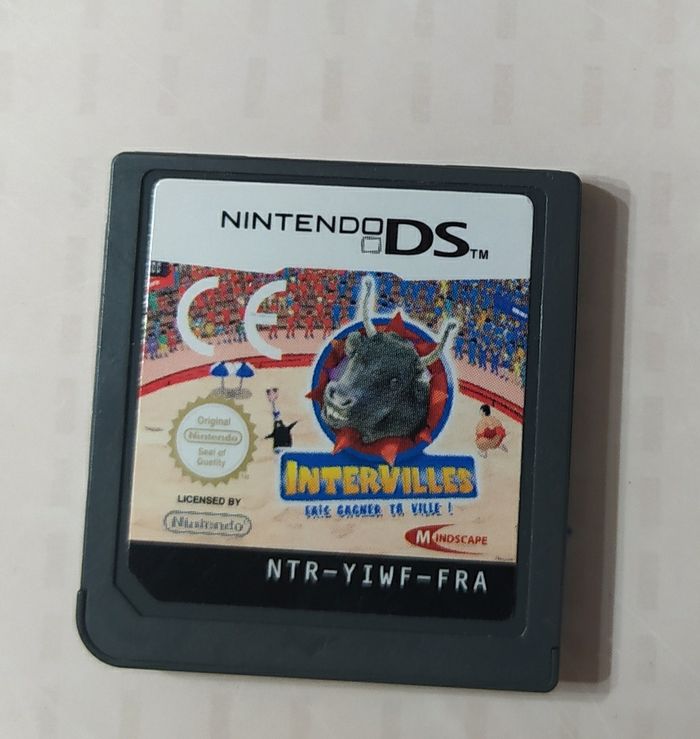 NINTENDO DS TM
CE
Original
Nintendo
Seal of
Quality
TM
LICENSED BY
Nintendo
INTERVILLES
FAIS GAGNER TA VILLE !
MINDSCAPE
NTR-YIWF-FRA